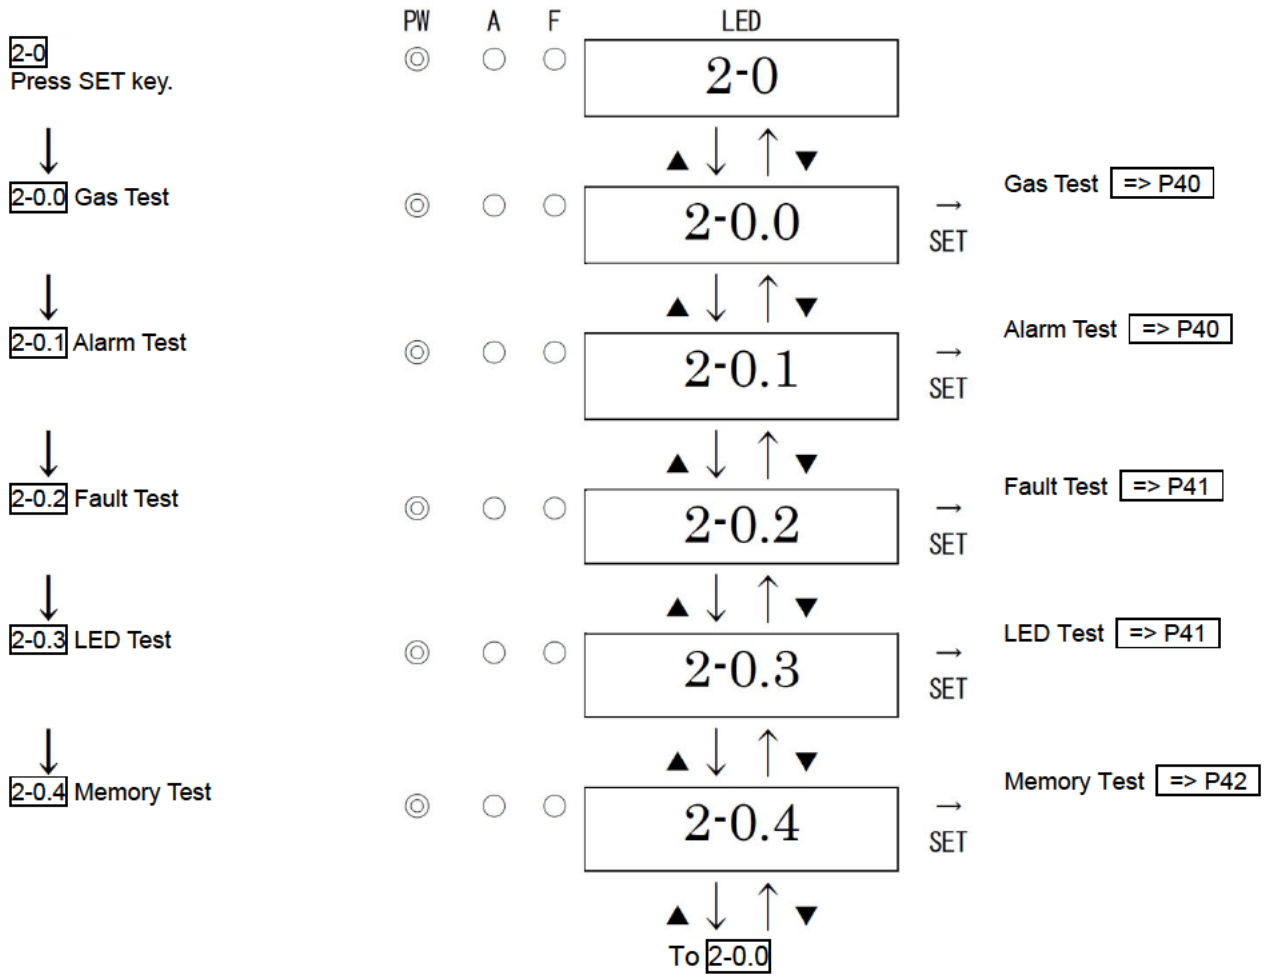 PW A F LED
2-0
Press SET key.
2-0
▲ ↓ ↑ ▼
2-0.0 Gas Test
2-0.0
→
SET
Gas Test => P40
▲ ↓ ↑ ▼
2-0.1 Alarm Test
2-0.1
→
SET
Alarm Test => P40
▲ ↓ ↑ ▼
2-0.2 Fault Test
2-0.2
→
SET
Fault Test => P41
▲ ↓ ↑ ▼
2-0.3 LED Test
2-0.3
→
SET
LED Test => P41
▲ ↓ ↑ ▼
2-0.4 Memory Test
2-0.4
→
SET
Memory Test => P42
▲ ↓ ↑ ▼
To 2-0.0